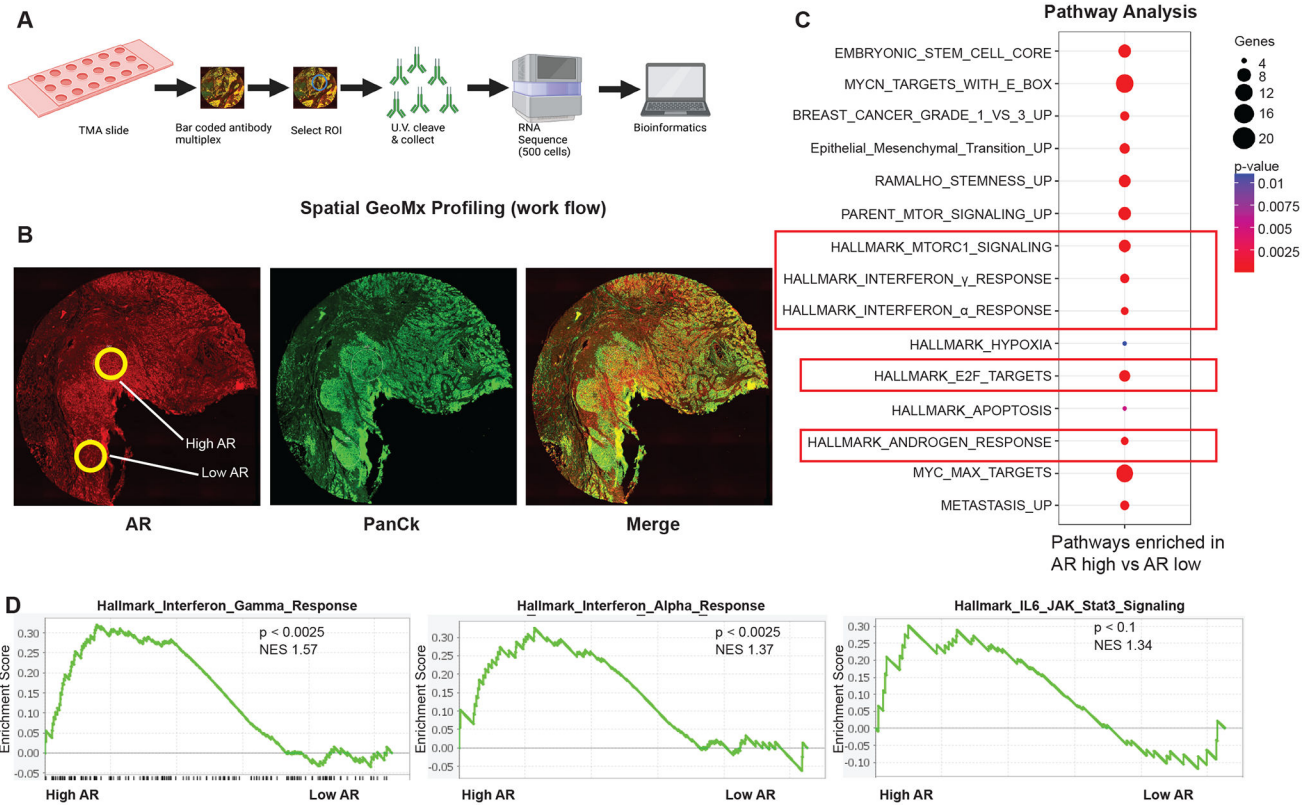 A
TMA slide
Bar coded antibody
multiplex
Select ROI
U.V. cleave
& collect
RNA
Sequence
(500 cells)
Bioinformatics
Spatial GeoMx Profiling (work flow)
B
High AR
Low AR
AR
PanCk
Merge
C
Pathway Analysis
EMBRYONIC_STEM_CELL_CORE
MYCN_TARGETS_WITH_E_BOX
BREAST_CANCER_GRADE_1_VS_3_UP
Epithelial_Mesenchymal_Transition_UP
RAMALHO_STEMNESS_UP
PARENT_MTOR_SIGNALING_UP
HALLMARK_MTORC1_SIGNALING
HALLMARK_INTERFERON_γ_RESPONSE
HALLMARK_INTERFERON_α_RESPONSE
HALLMARK_HYPOXIA
HALLMARK_E2F_TARGETS
HALLMARK_APOPTOSIS
HALLMARK_ANDROGEN_RESPONSE
MYC_MAX_TARGETS
METASTASIS_UP
Pathways enriched in
AR high vs AR low
Genes
4
8
12
16
20
p-value
0.01
0.0075
0.005
0.0025
D
Hallmark_Interferon_Gamma_Response
p < 0.0025
NES 1.57
Enrichment Score
0.30
0.25
0.20
0.15
0.10
0.05
0.00
-0.05
High AR
Low AR
Hallmark_Interferon_Alpha_Response
p < 0.0025
NES 1.37
Enrichment Score
0.30
0.25
0.20
0.15
0.10
0.05
0.00
-0.05
High AR
Low AR
Hallmark_IL6_JAK_Stat3_Signaling
p < 0.1
NES 1.34
Enrichment Score
0.30
0.25
0.20
0.15
0.10
0.05
0.00
-0.05
-0.10
High AR
Low AR